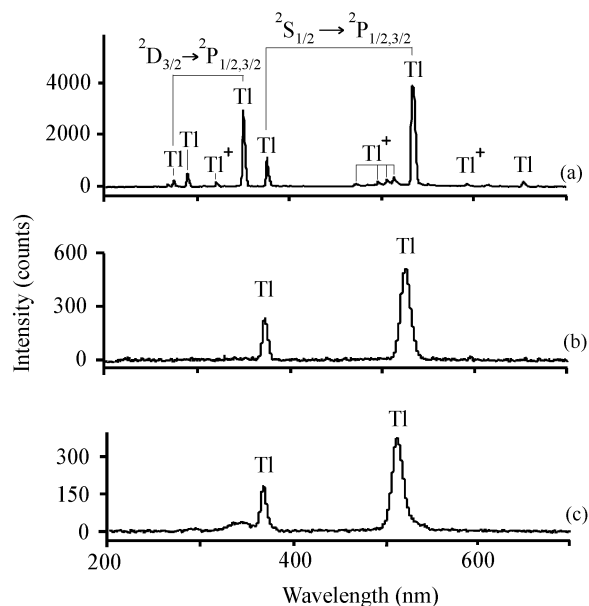 ²S₁/₂→²P₁/₂,₃/₂
²D₃/₂→²P₁/₂,₃/₂
Tl
Tl
Tl
Tl
Tl
Tl⁺
Tl⁺
Tl⁺
Tl
4000
2000
0
(a)
Tl
Tl
600
300
0
(b)
Tl
Tl
300
150
0
(c)
200
400
600
Intensity (counts)
Wavelength (nm)